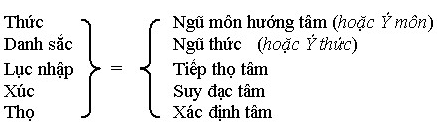 Thức Ngũ môn hướng tâm (hoặc Ý môn)
Danh sắc Ngũ thức (hoặc Ý thức)
Lục nhập = Tiếp thọ tâm
Xúc Suy đạc tâm
Thọ Xác định tâm